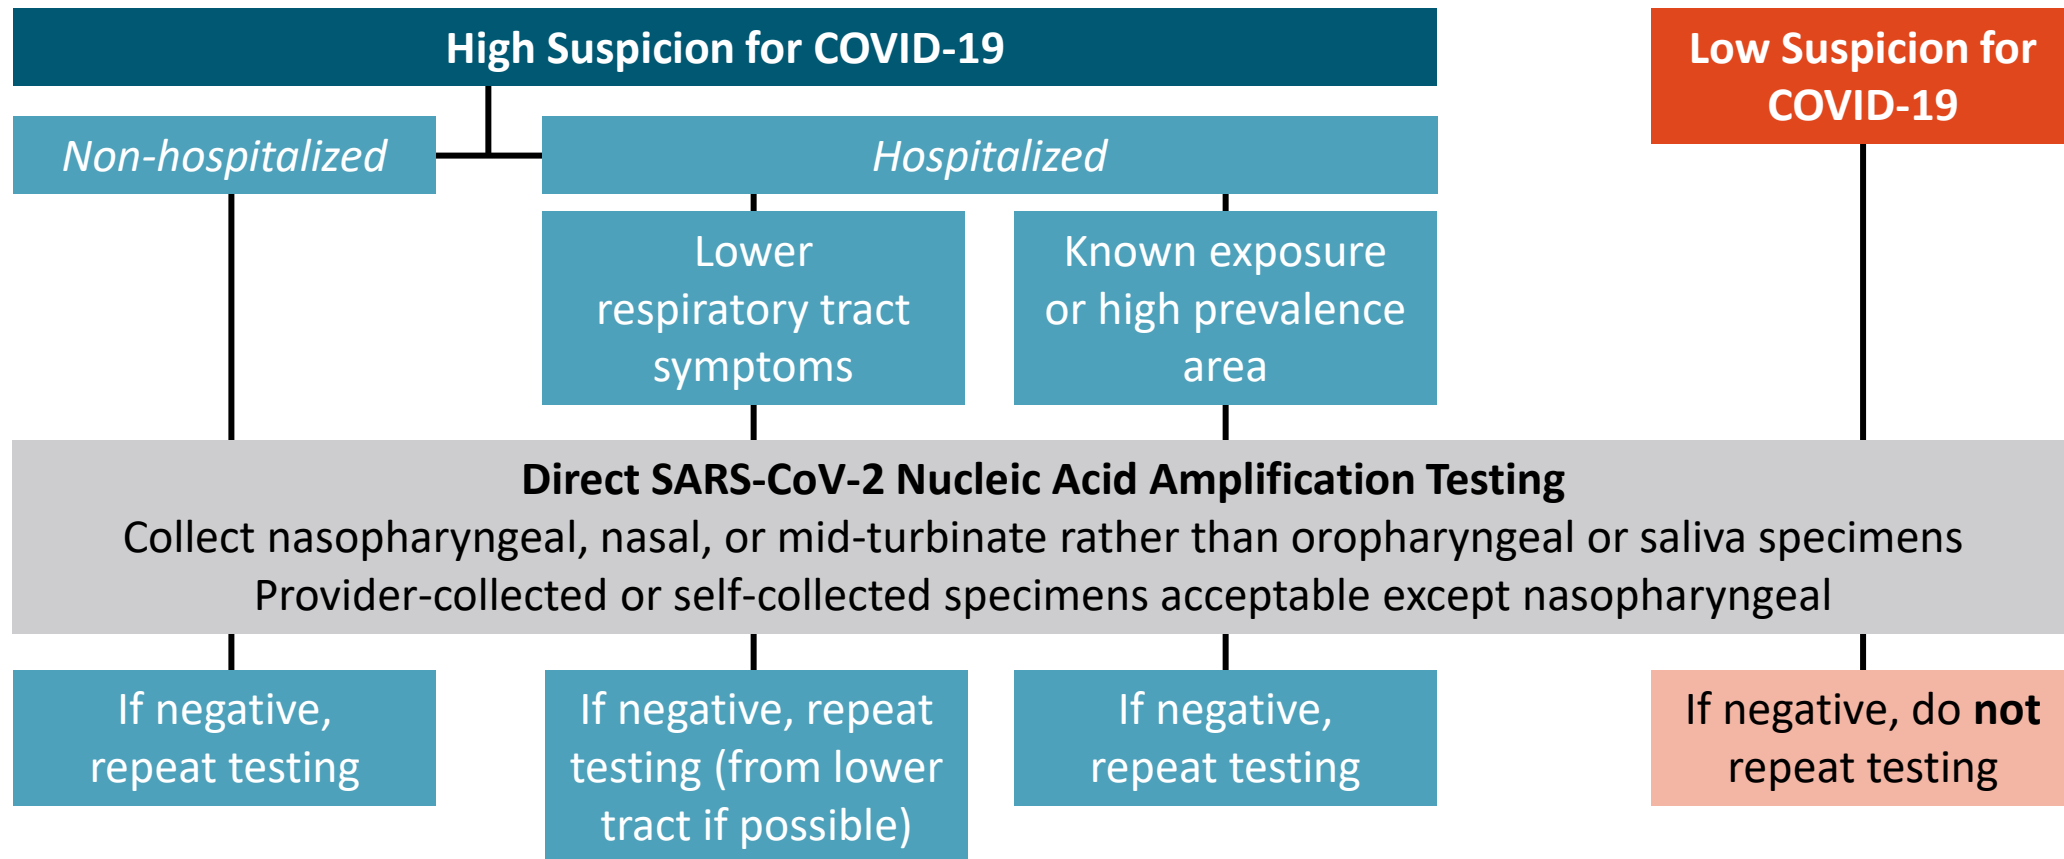 High Suspicion for COVID-19
Low Suspicion for
COVID-19
Non-hospitalized
Hospitalized
Lower
respiratory tract
symptoms
Known exposure
or high prevalence
area
Direct SARS-CoV-2 Nucleic Acid Amplification Testing
Collect nasopharyngeal, nasal, or mid-turbinate rather than oropharyngeal or saliva specimens
Provider-collected or self-collected specimens acceptable except nasopharyngeal
If negative,
repeat testing
If negative, repeat
testing (from lower
tract if possible)
If negative,
repeat testing
If negative, do not
repeat testing